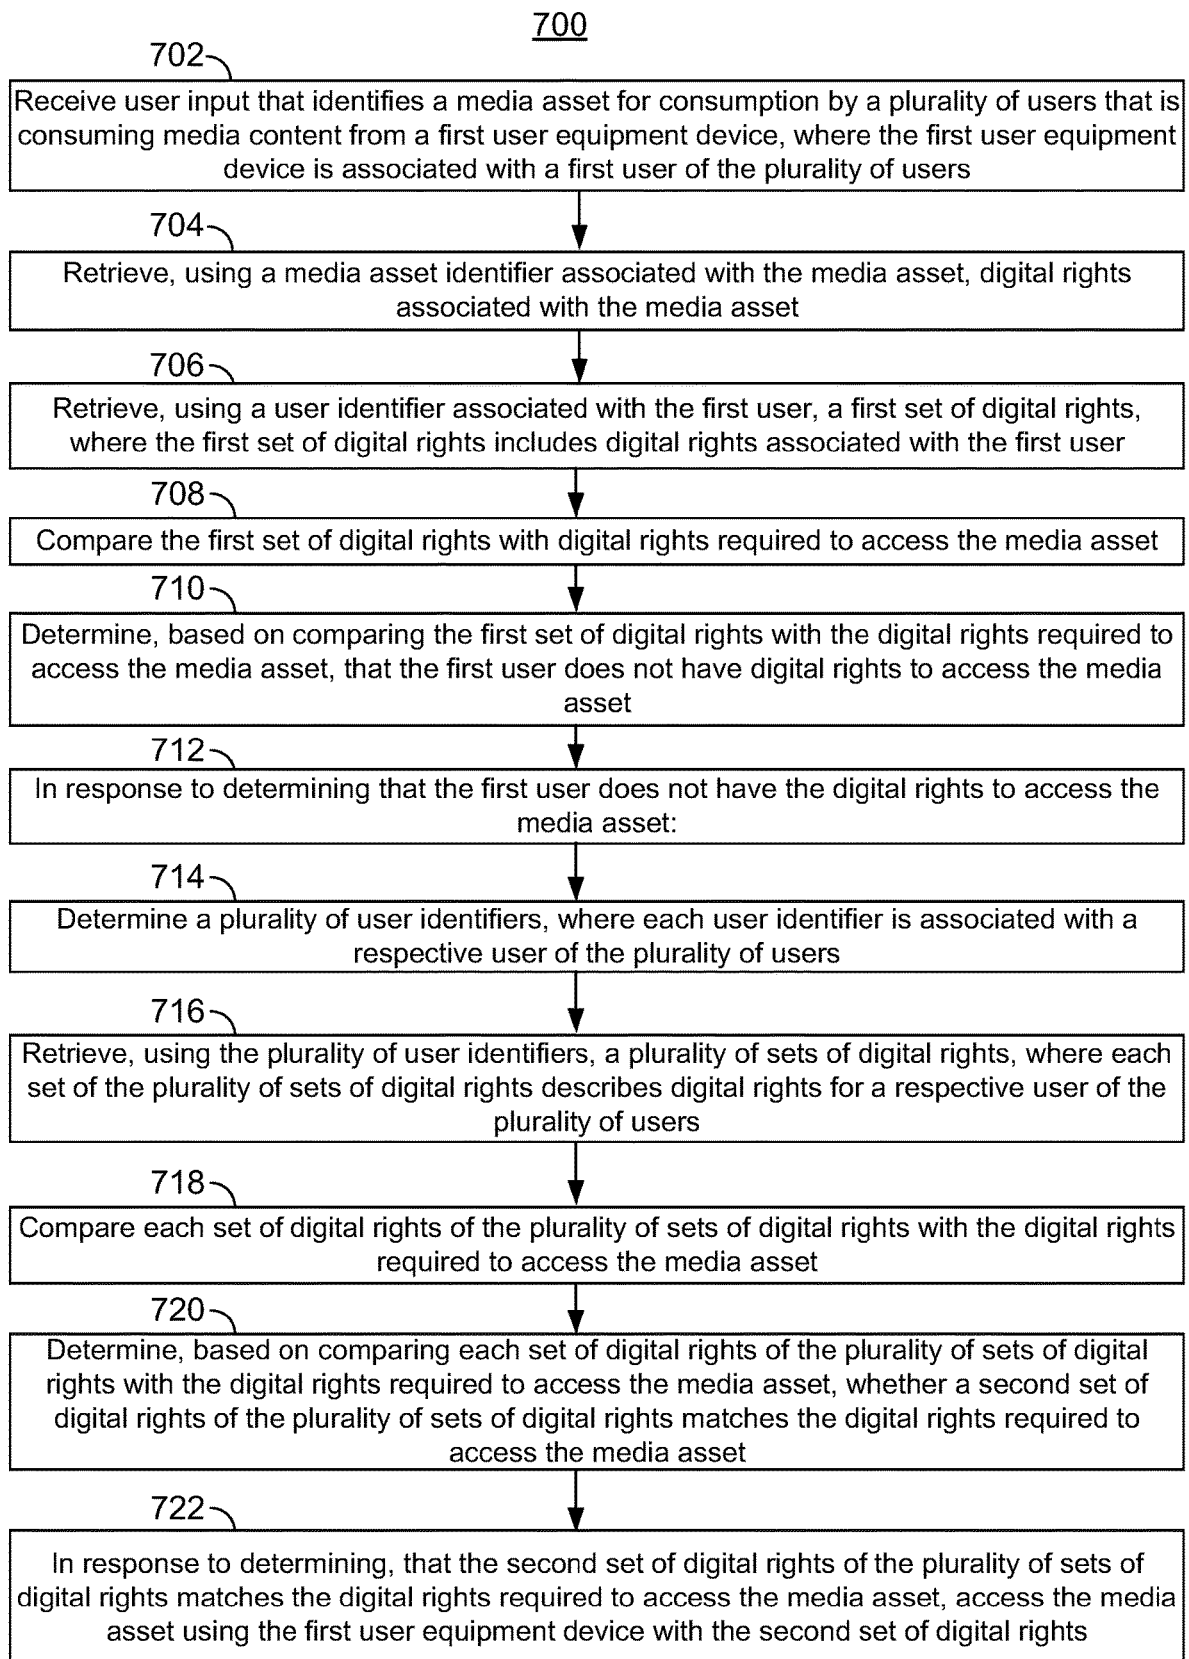 700
702
Receive user input that identifies a media asset for consumption by a plurality of users that is
consuming media content from a first user equipment device, where the first user equipment
device is associated with a first user of the plurality of users
704
Retrieve, using a media asset identifier associated with the media asset, digital rights
associated with the media asset
706
Retrieve, using a user identifier associated with the first user, a first set of digital rights,
where the first set of digital rights includes digital rights associated with the first user
708
Compare the first set of digital rights with digital rights required to access the media asset
710
Determine, based on comparing the first set of digital rights with the digital rights required to
access the media asset, that the first user does not have digital rights to access the media
asset
712
In response to determining that the first user does not have the digital rights to access the
media asset:
714
Determine a plurality of user identifiers, where each user identifier is associated with a
respective user of the plurality of users
716
Retrieve, using the plurality of user identifiers, a plurality of sets of digital rights, where each
set of the plurality of sets of digital rights describes digital rights for a respective user of the
plurality of users
718
Compare each set of digital rights of the plurality of sets of digital rights with the digital rights
required to access the media asset
720
Determine, based on comparing each set of digital rights of the plurality of sets of digital
rights with the digital rights required to access the media asset, whether a second set of
digital rights of the plurality of sets of digital rights matches the digital rights required to
access the media asset
722
In response to determining, that the second set of digital rights of the plurality of sets of
digital rights matches the digital rights required to access the media asset, access the media
asset using the first user equipment device with the second set of digital rights